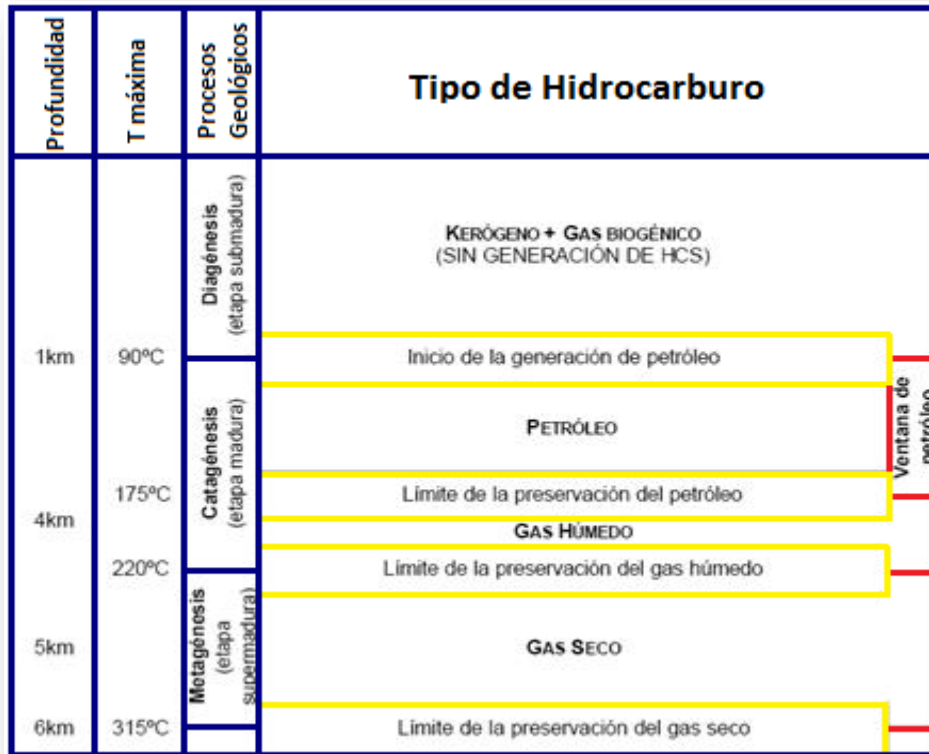 Profundidad
T máxima
Procesos
Geológicos
Tipo de Hidrocarburo
Diagénesis
(etapa submadura)
KERÓGENO + GAS BIOGÉNICO
(SIN GENERACIÓN DE HCS)
1km
90ºC
Inicio de la generación de petróleo
Catagénesis
(etapa madura)
PETRÓLEO
Ventana de
petróleo
175ºC
Límite de la preservación del petróleo
4km
GAS HÚMEDO
220ºC
Límite de la preservación del gas húmedo
Metagénesis
(etapa
supermadura)
5km
GAS SECO
6km
315ºC
Límite de la preservación del gas seco